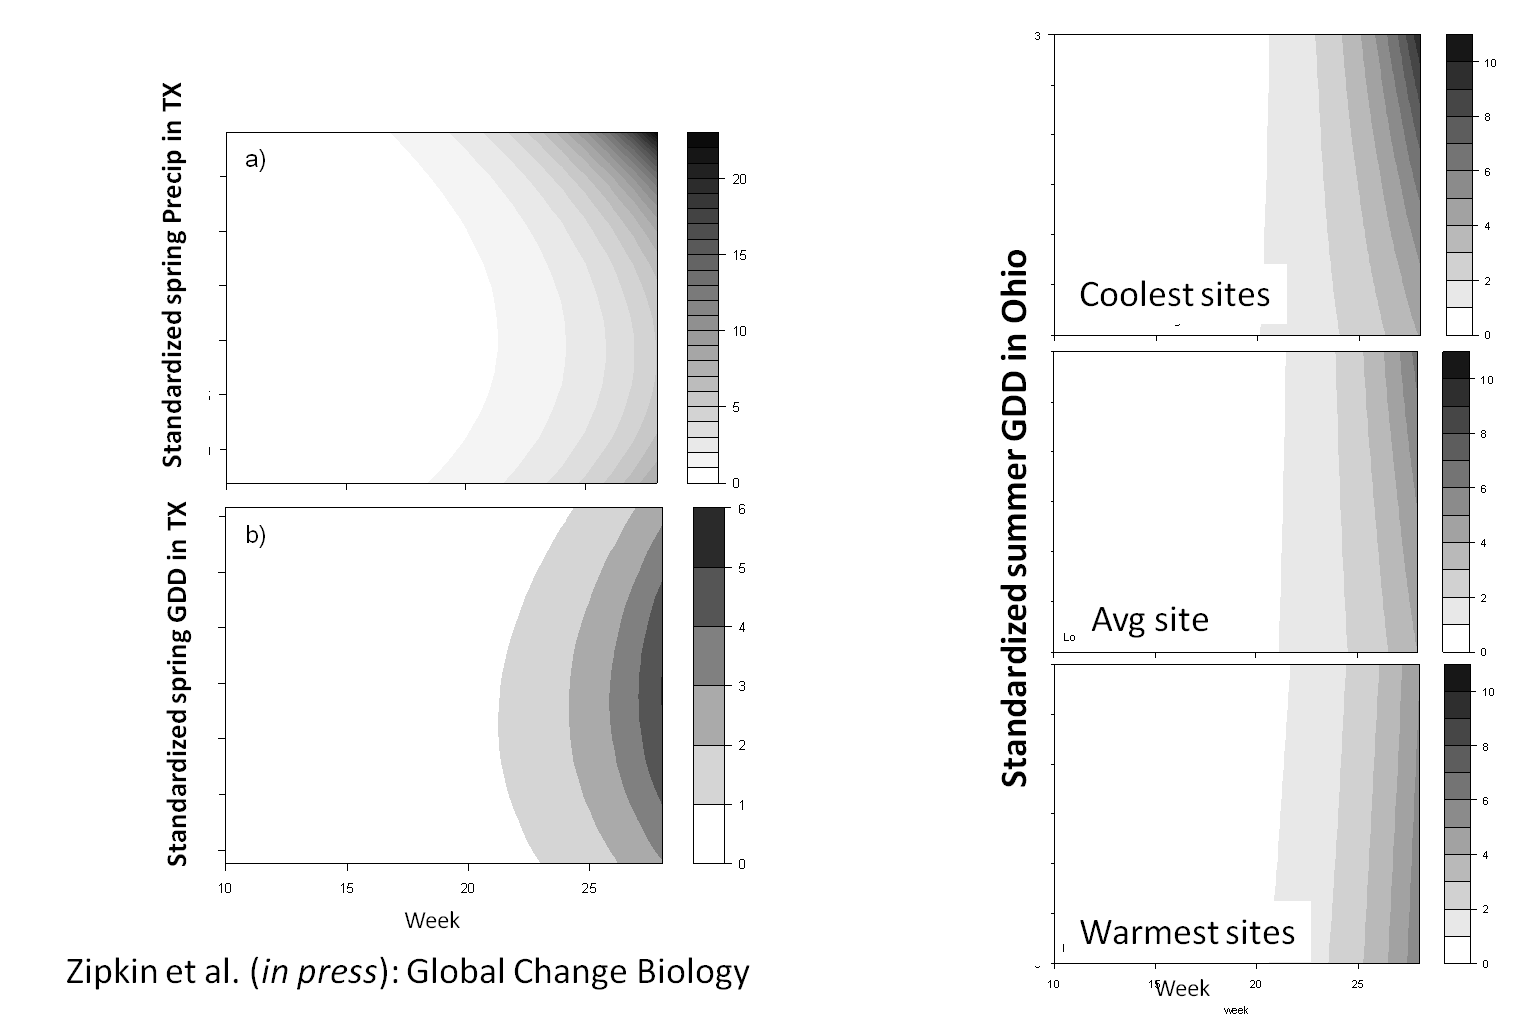 Standardized spring Precip in TX
a)
20
15
10
5
0
Standardized spring GDD in TX
b)
6
5
4
3
2
1
0
10 15 20 25
Week
Zipkin et al. (in press): Global Change Biology
Standardized summer GDD in Ohio
3
Coolest sites
10
8
6
4
2
0
Avg site
Lo
10
8
6
4
2
0
Warmest sites
10
8
6
4
2
0
10 15 20 25
Week
week